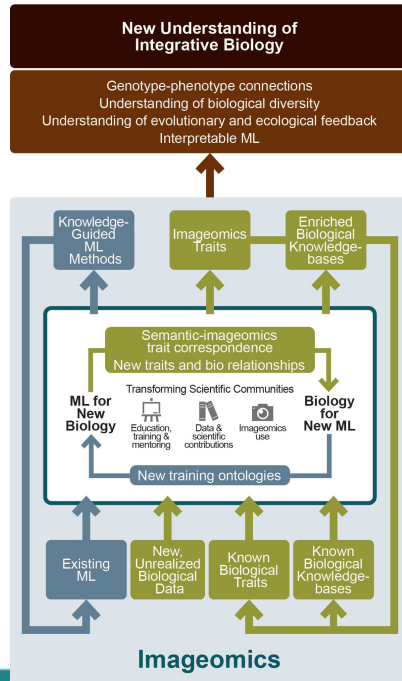 New Understanding of
Integrative Biology
Genotype-phenotype connections
Understanding of biological diversity
Understanding of evolutionary and ecological feedback
Interpretable ML
Knowledge-
Guided
ML
Methods
Imageomics
Traits
Enriched
Biological
Knowledge-
bases
Semantic-imageomics
trait correspondence
New traits and bio relationships
Transforming Scientific Communities
ML for
New
Biology
Education,
training &
mentoring
Data &
scientific
contributions
Imageomics
use
Biology
for
New ML
New training ontologies
Existing
ML
New,
Unrealized
Biological
Data
Known
Biological
Traits
Known
Biological
Knowledge-
bases
Imageomics